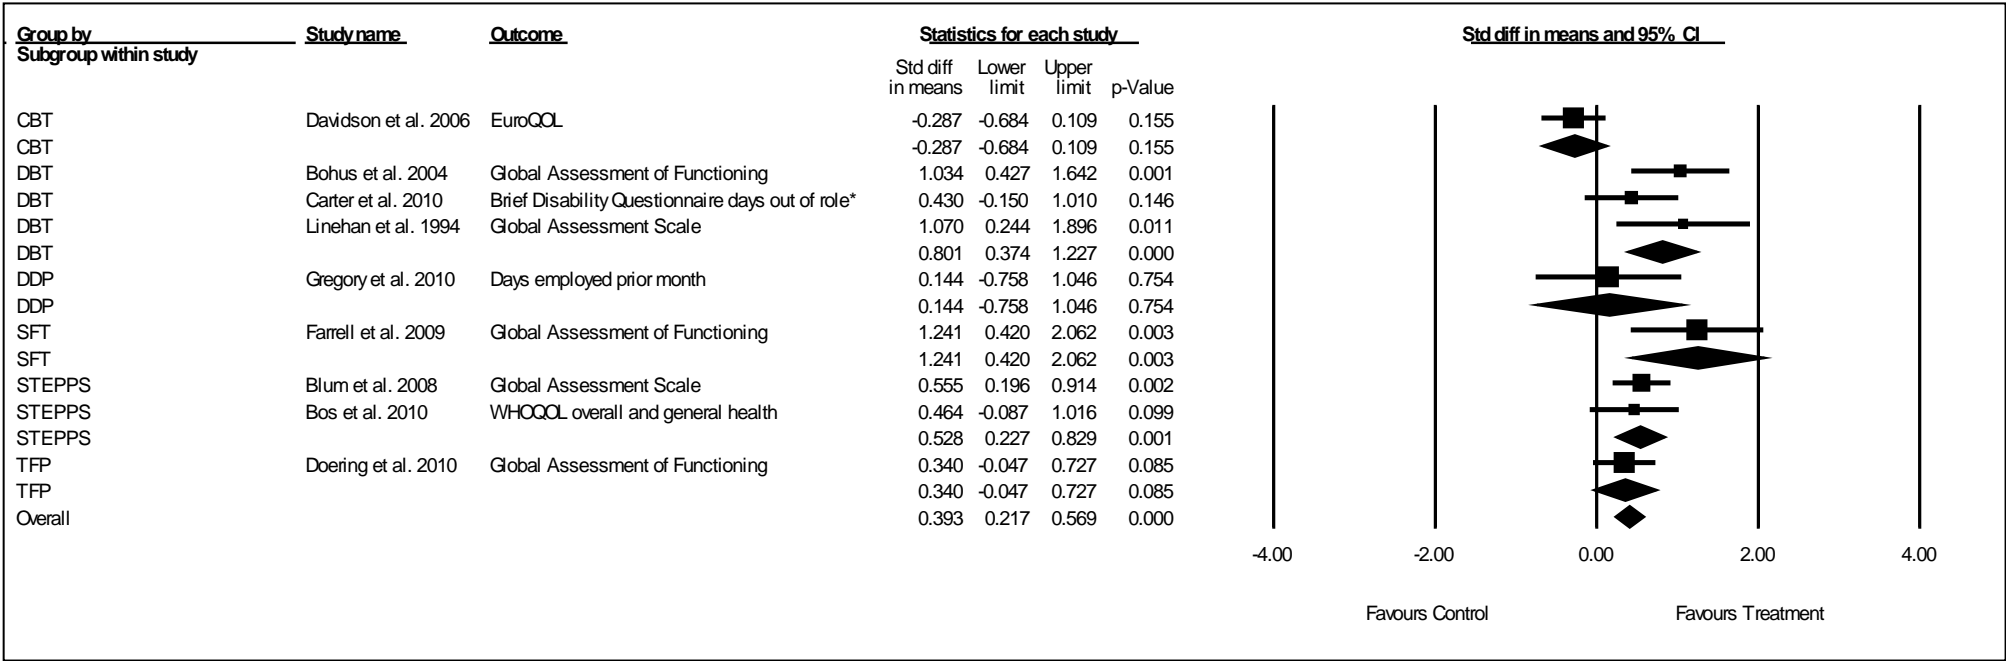 Group by Study name Outcome Statistics for each study Std diff in means and 95% CI
Subgroup within study
Std diff Lower Upper
in means limit limit p-Value
CBT Davidson et al. 2006 EuroQOL -0.287 -0.684 0.109 0.155
CBT -0.287 -0.684 0.109 0.155
DBT Bohus et al. 2004 Global Assessment of Functioning 1.034 0.427 1.642 0.001
DBT Carter et al. 2010 Brief Disability Questionnaire days out of role* 0.430 -0.150 1.010 0.146
DBT Linehan et al. 1994 Global Assessment Scale 1.070 0.244 1.896 0.011
DBT 0.801 0.374 1.227 0.000
DDP Gregory et al. 2010 Days employed prior month 0.144 -0.758 1.046 0.754
DDP 0.144 -0.758 1.046 0.754
SFT Farrell et al. 2009 Global Assessment of Functioning 1.241 0.420 2.062 0.003
SFT 1.241 0.420 2.062 0.003
STEPPS Blum et al. 2008 Global Assessment Scale 0.555 0.196 0.914 0.002
STEPPS Bos et al. 2010 WHOQOL overall and general health 0.464 -0.087 1.016 0.099
STEPPS 0.528 0.227 0.829 0.001
TFP Doering et al. 2010 Global Assessment of Functioning 0.340 -0.047 0.727 0.085
TFP 0.340 -0.047 0.727 0.085
Overall 0.393 0.217 0.569 0.000
-4.00 -2.00 0.00 2.00 4.00
Favours Control Favours Treatment